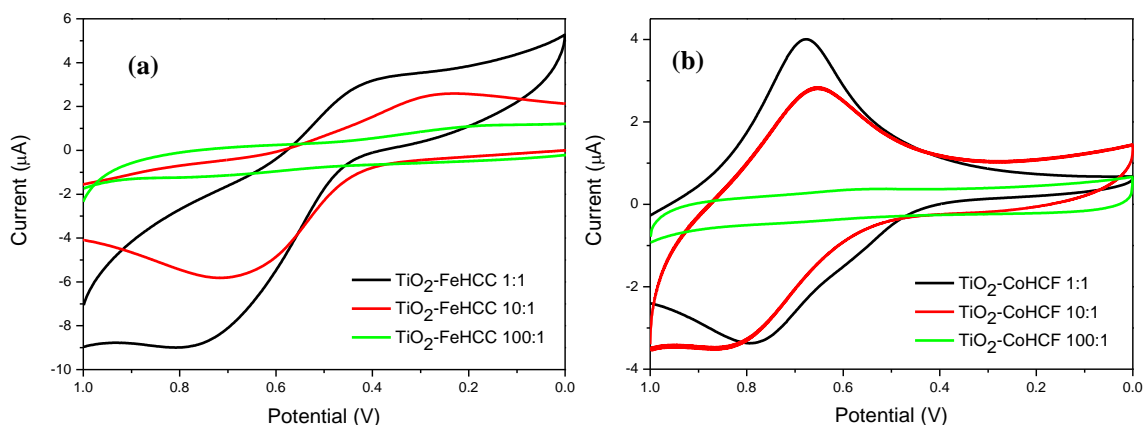 (a)
6
4
2
0
-2
-4
-6
-8
-10
Current (μA)
1.0 0.8 0.6 0.4 0.2 0.0
Potential (V)
TiO2-FeHCC 1:1
TiO2-FeHCC 10:1
TiO2-FeHCC 100:1
(b)
4
2
0
-2
-4
Current (μA)
1.0 0.8 0.6 0.4 0.2 0.0
Potential (V)
TiO2-CoHCF 1:1
TiO2-CoHCF 10:1
TiO2-CoHCF 100:1